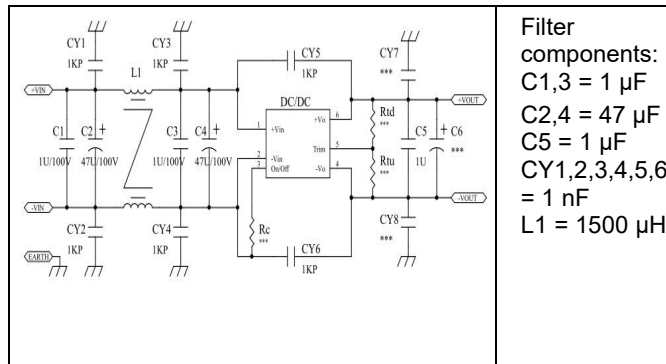 CY1
1KP
CY3
1KP
L1
CY5
1KP
CY7
***
+VIN
DC/DC
+Vin
-Vin
On/Off
+Vo
Trim
-Vo
1
2
3
6
5
4
Rtd
***
Rtu
***
+VOUT
C1
1U/100V
C2
+
47U/100V
C3
1U/100V
C4
+
47U/100V
C5
1U
C6
+
***
-VIN
-VOUT
CY2
1KP
CY4
1KP
Rc
***
CY6
1KP
CY8
***
EARTH
Filter
components:
C1,3 = 1 µF
C2,4 = 47 µF
C5 = 1 µF
CY1,2,3,4,5,6
= 1 nF
L1 = 1500 µH